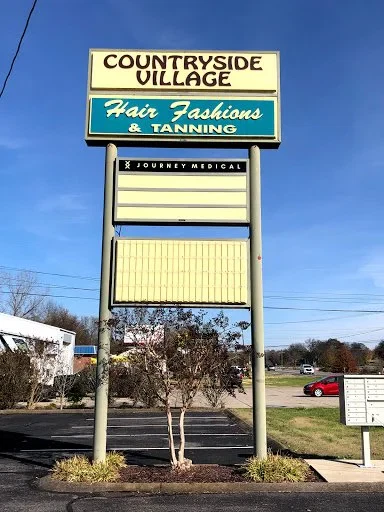 COUNTRYSIDE
VILLAGE
Hair Fashions
& TANNING
JOURNEY MEDICAL